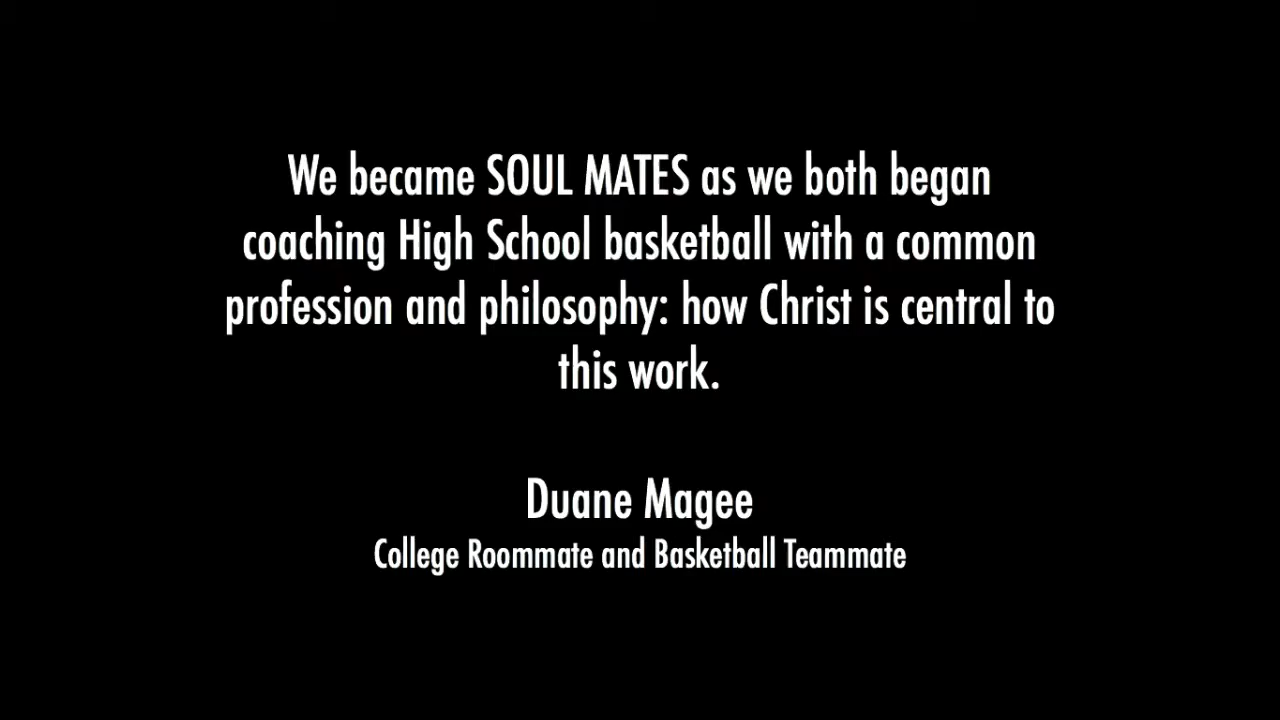 We became SOUL MATES as we both began
coaching High School basketball with a common
profession and philosophy: how Christ is central to
this work.
Duane Magee
College Roommate and Basketball Teammate